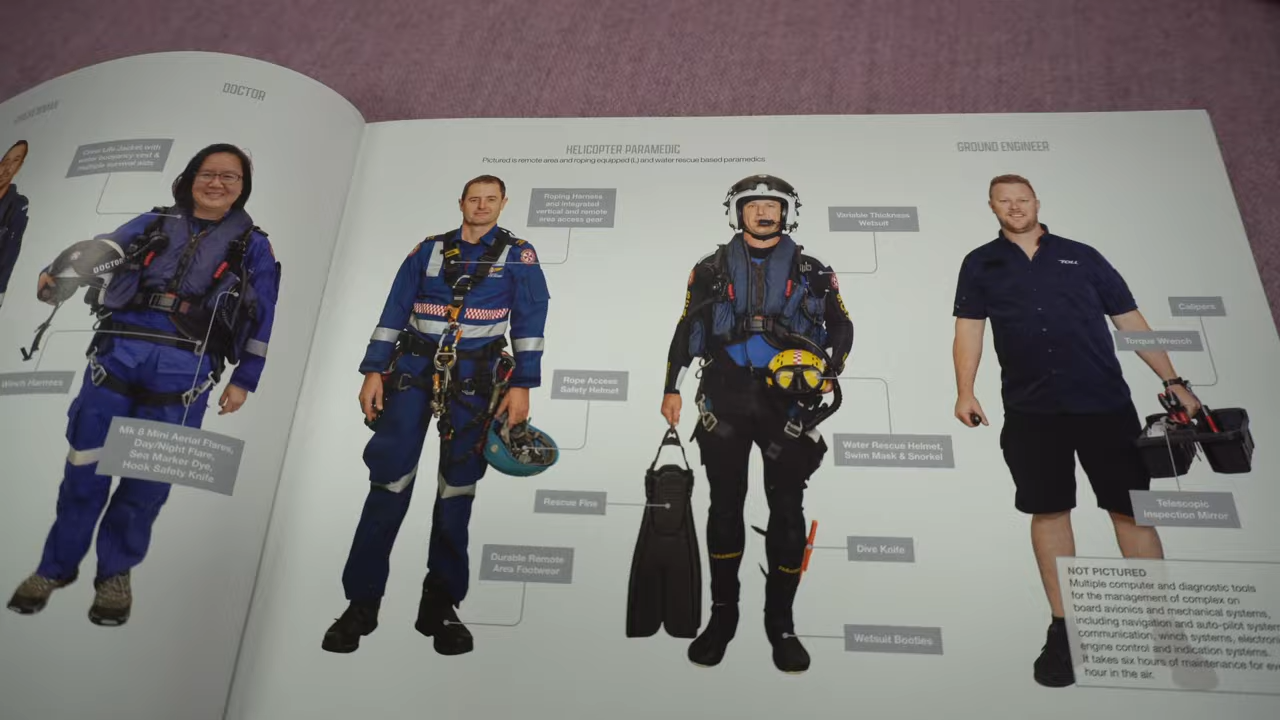 DOCTOR
Crew Life Jacket with
water buoyancy vest &
multiple survival aids
DOCTOR
Winch Harness
Mk 8 Mini Aerial Flares,
Day/Night Flare,
Sea Marker Dye,
Hook Safety Knife
HELICOPTER PARAMEDIC
Pictured is remote area and roping equipped (L) and water rescue based paramedics.
Roping Harness
and integrated
vertical and remote
area access gear
Rope Access
Safety Helmet
Rescue Fins
Durable Remote
Area Footwear
Variable Thickness
Wetsuit
Water Rescue Helmet,
Swim Mask & Snorkel
Dive Knife
Wetsuit Booties
GROUND ENGINEER
TOLL
Calipers
Torque Wrench
Telescopic
Inspection Mirror
NOT PICTURED
Multiple computer and diagnostic tools
for the management of complex on
board avionics and mechanical systems,
including navigation and auto-pilot
communication, winch systems,
engine control and indication systems.
It takes six hours of maintenance for
hour in the air.